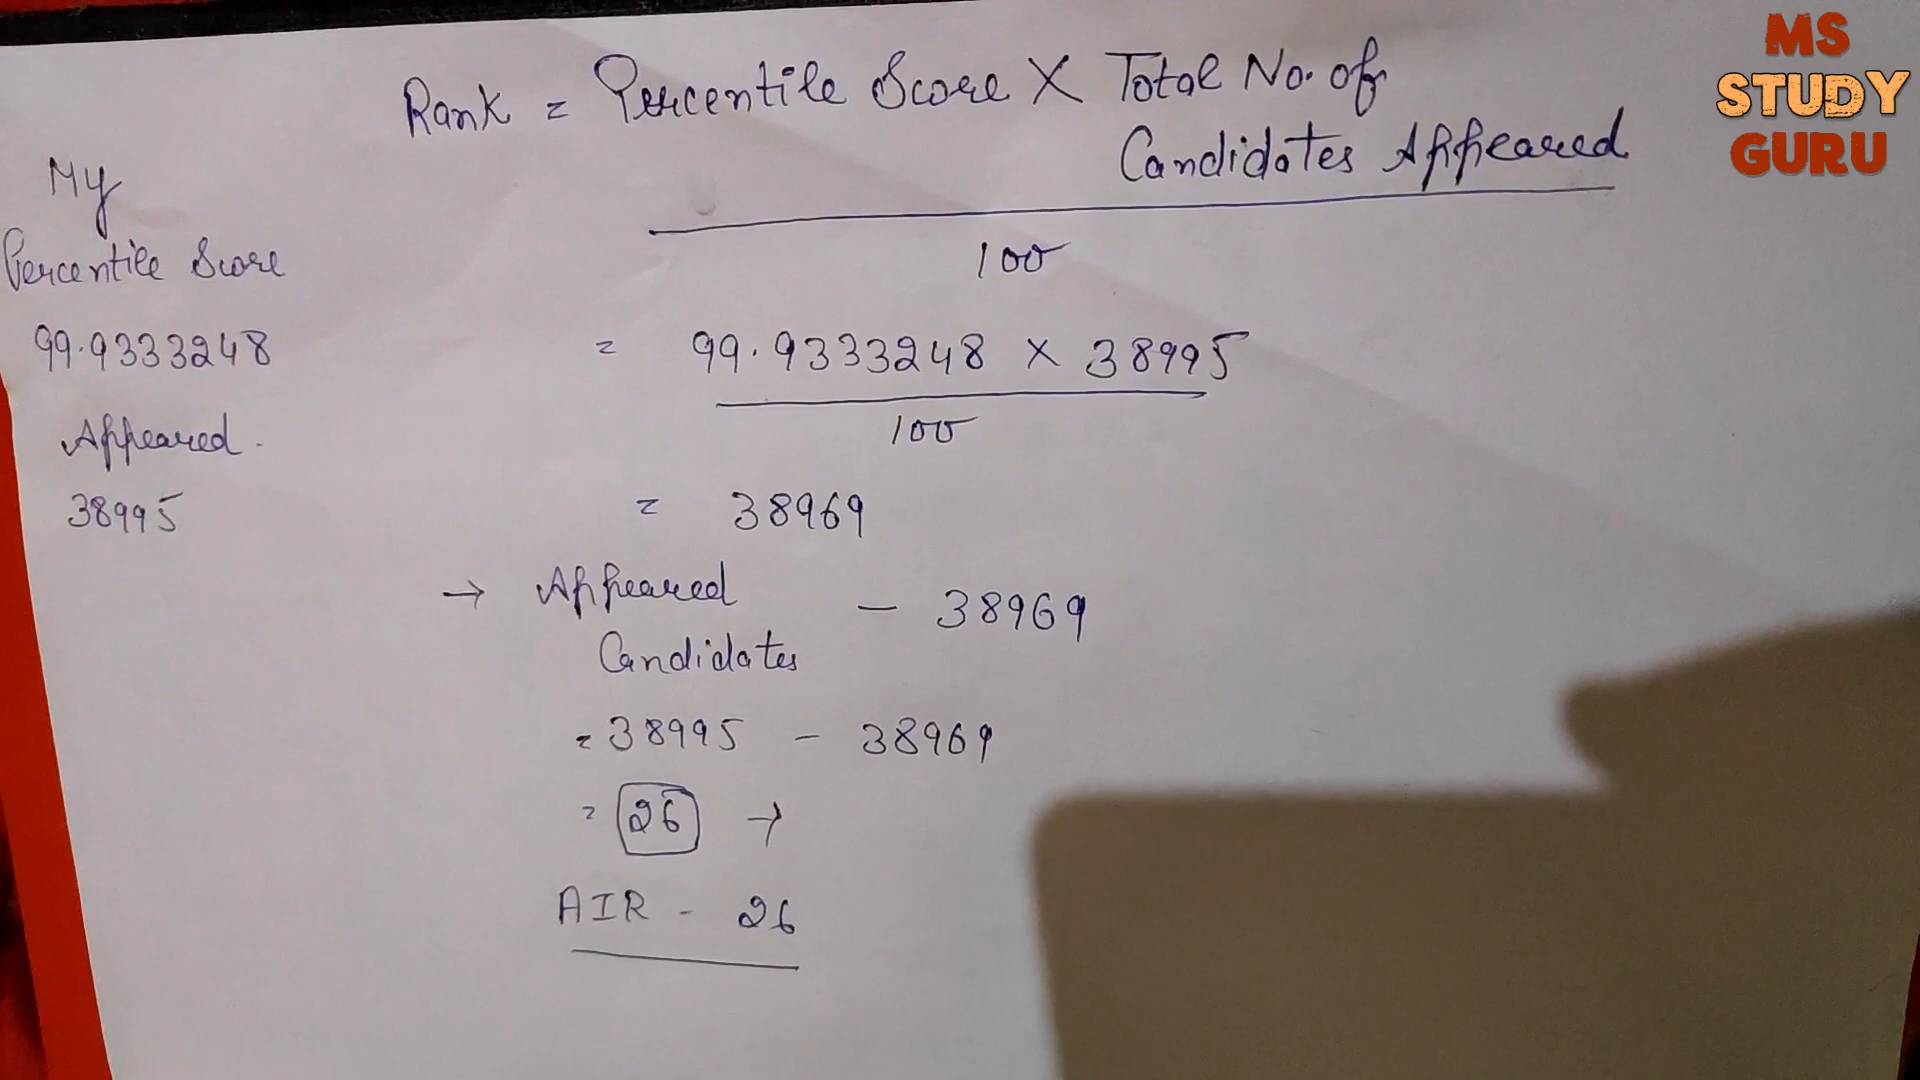 Rank = Percentile Score X Total No. of
Candidates Appeared
100
My
Percentile Score
99.9333248
Appeared.
38995
= 99.9333248 X 38995
100
= 38969
→ Appeared
Candidates - 38969
= 38995 - 38969
= 26 →
AIR - 26
MS
STUDY
GURU